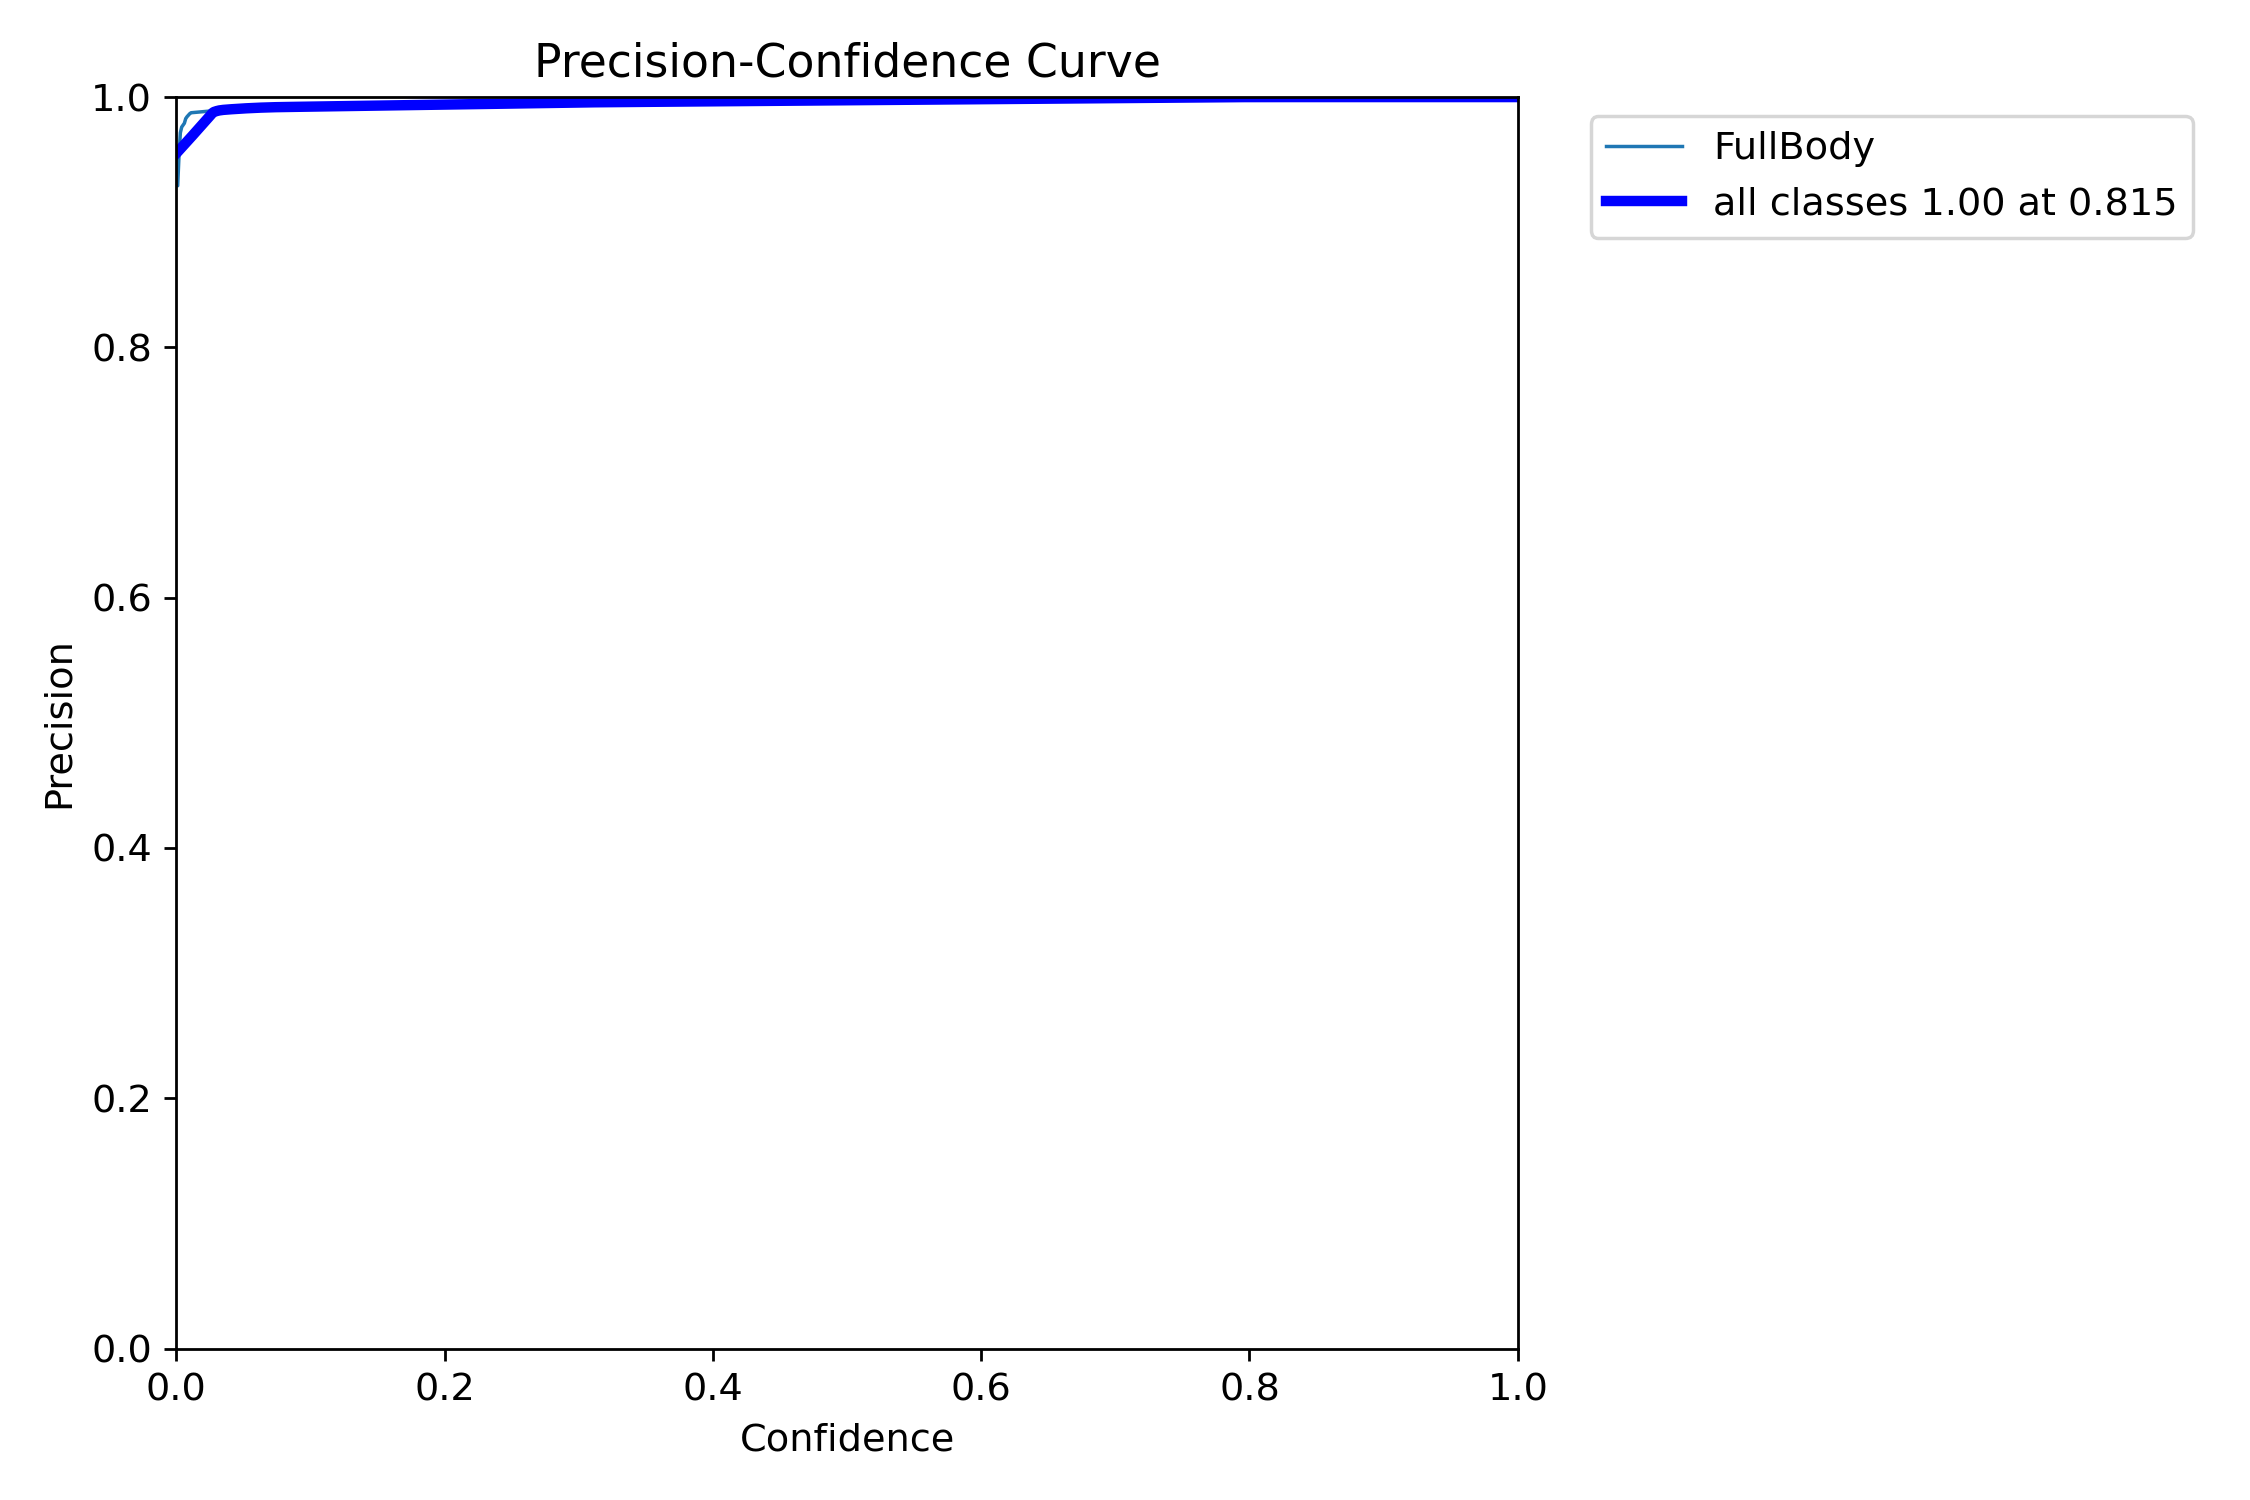 Precision-Confidence Curve
1.0
0.8
0.6
0.4
0.2
0.0
Precision
0.0 0.2 0.4 0.6 0.8 1.0
Confidence
FullBody
all classes 1.00 at 0.815